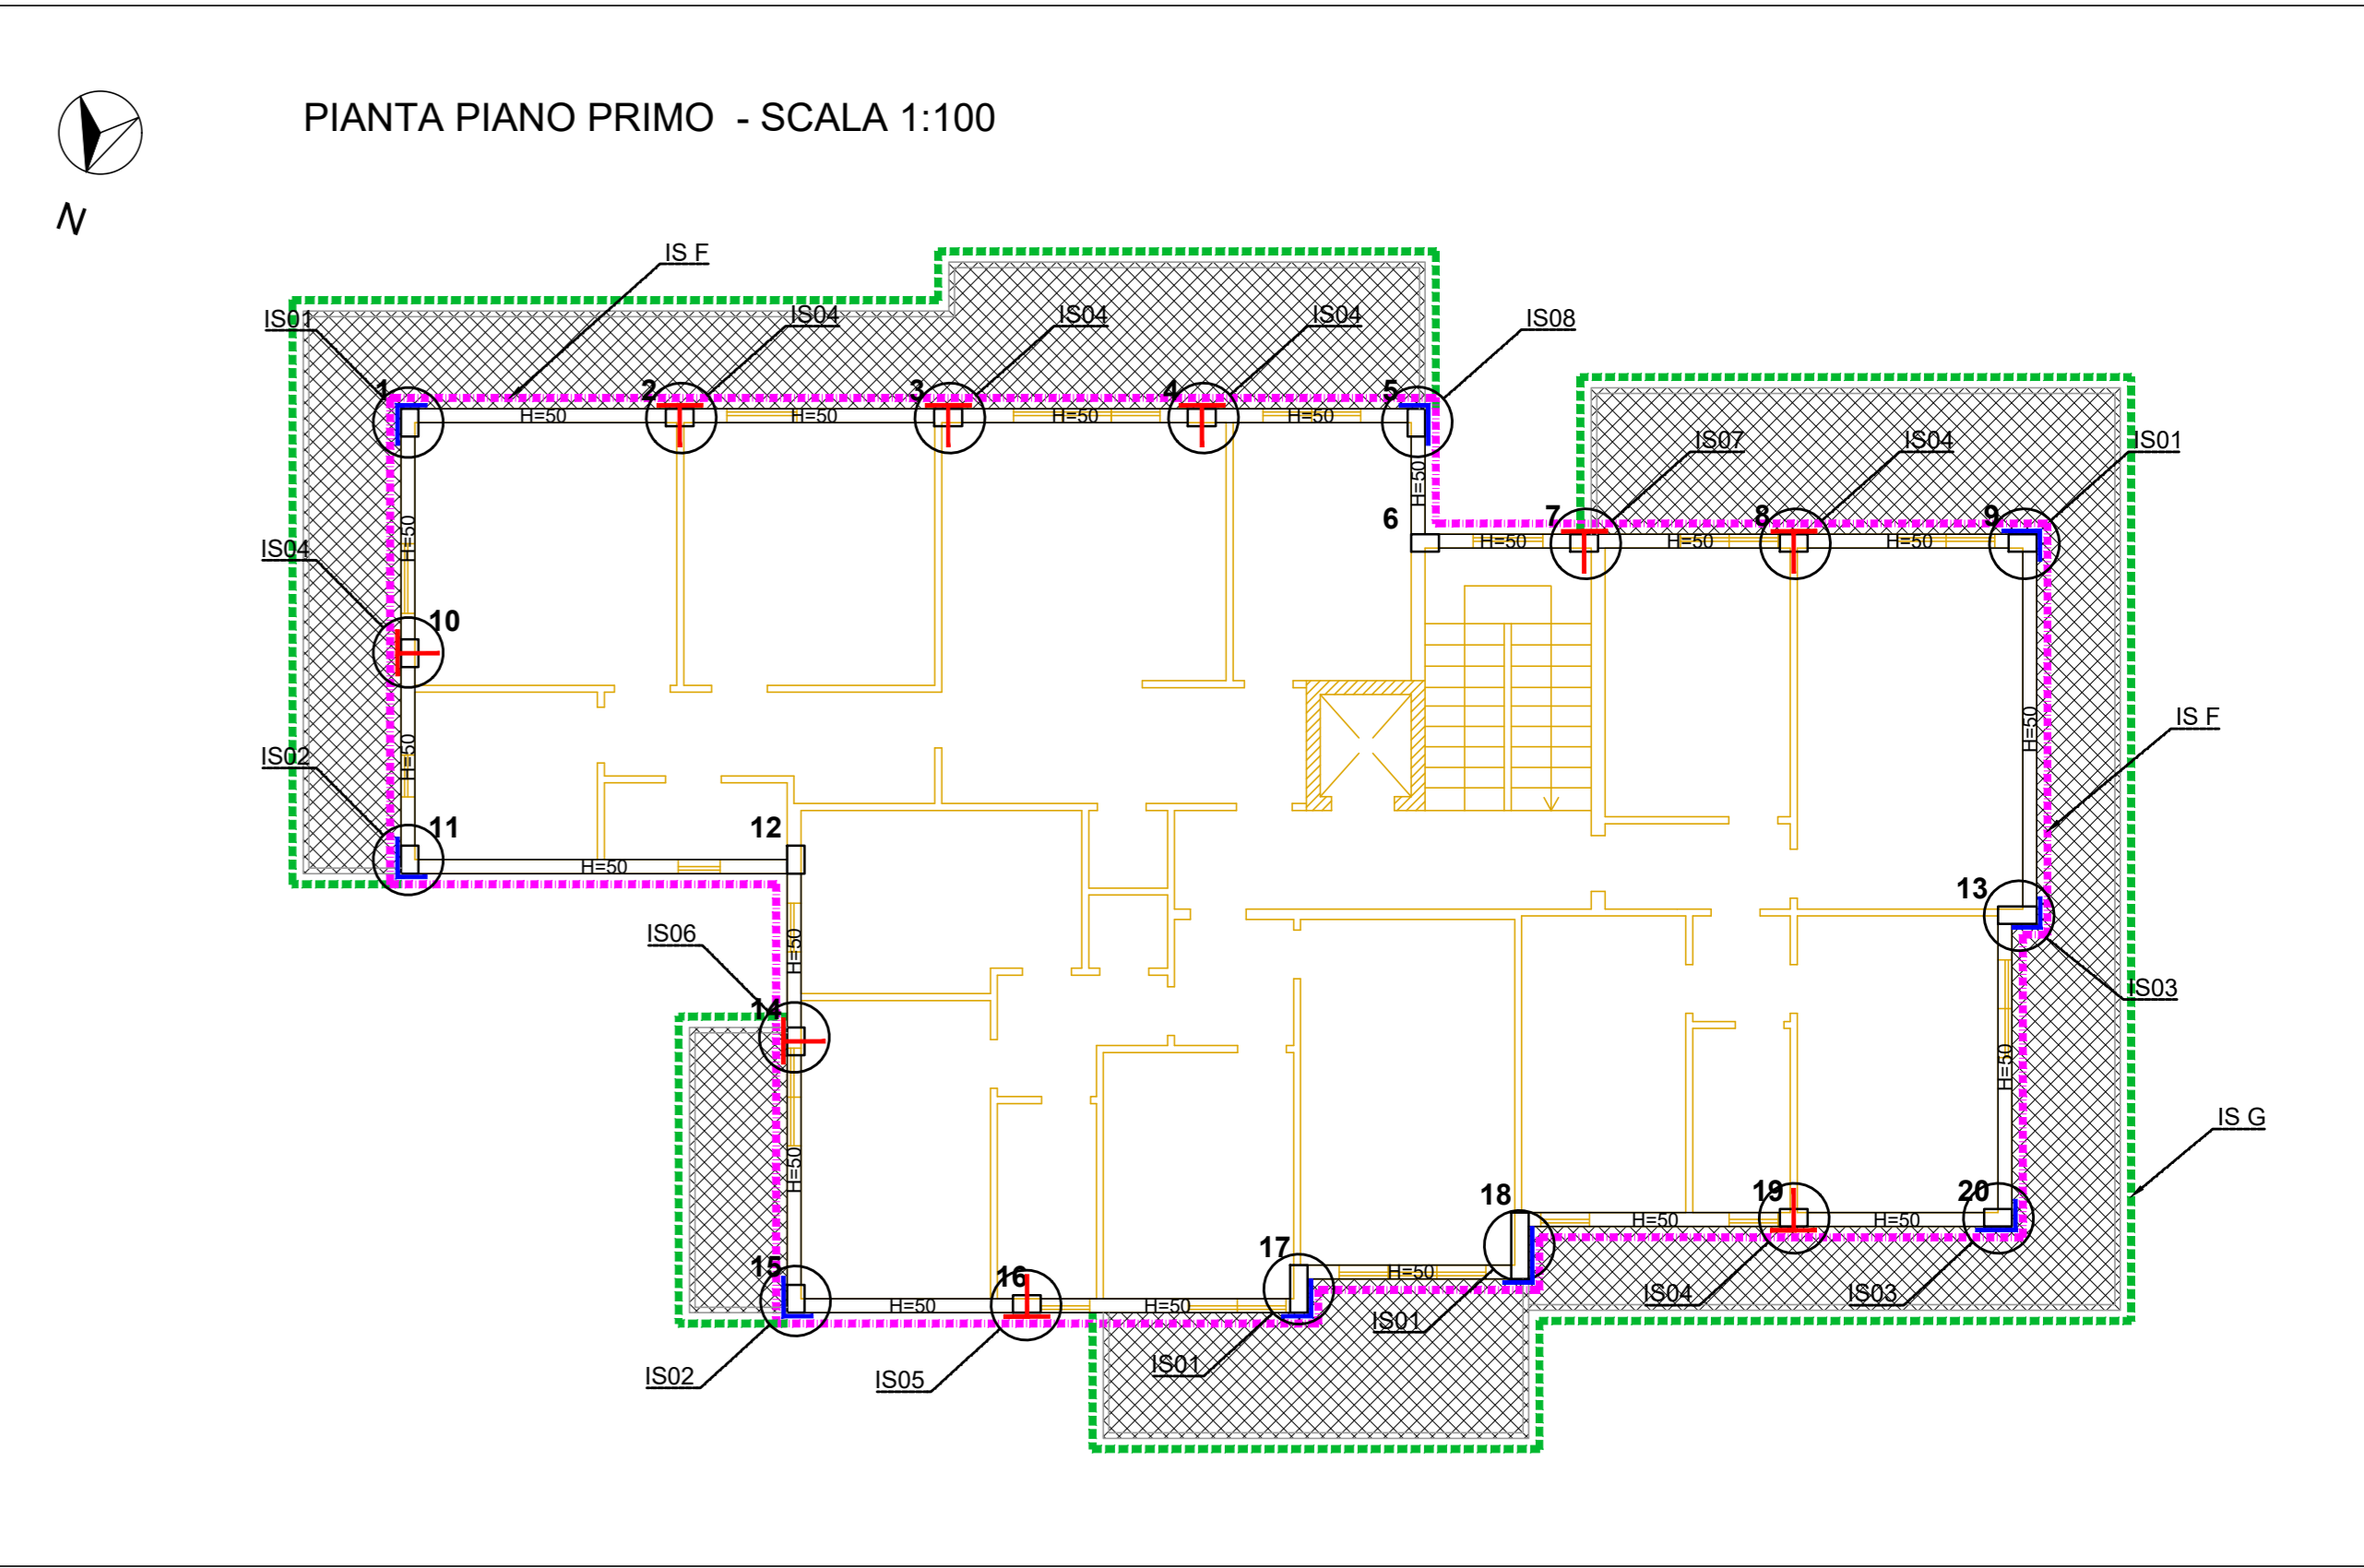 PIANTA PIANO PRIMO - SCALA 1:100
N
IS F
IS01
IS04
IS04
IS04
IS08
1
2
3
4
5
H=50
H=50
H=50
H=50
IS07
IS04
IS01
H=50
6
7
8
9
H=50
H=50
H=50
H=50
IS04
10
H=50
IS F
H=50
IS02
11
12
H=50
13
IS06
H=50
IS03
14
H=50
IS G
H=50
18
19
20
H=50
H=50
17
15
16
H=50
H=50
H=50
IS04
IS03
IS01
IS01
IS02
IS05